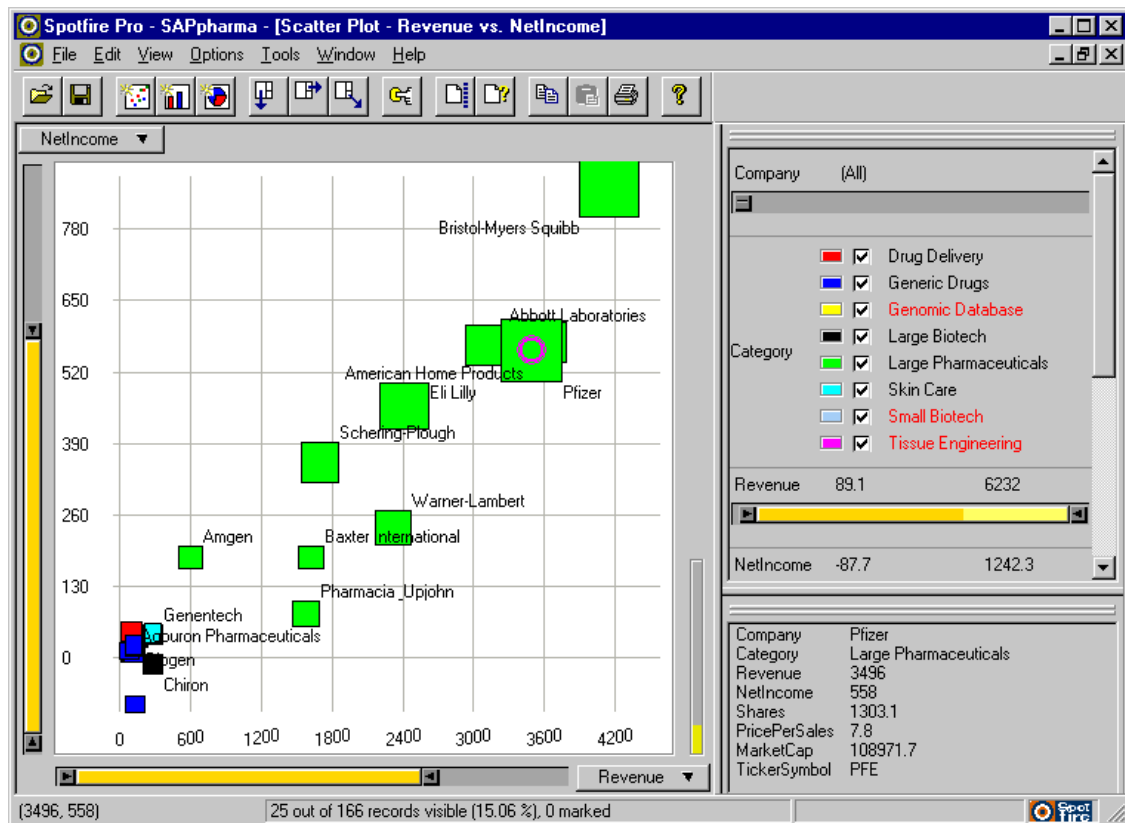 Spotfire Pro - SAPpharma - [Scatter Plot - Revenue vs. NetIncome]
File Edit View Options Tools Window Help
NetIncome
780
650
520
390
260
130
0
Bristol-Myers Squibb
Abbott Laboratories
American Home Products
Eli Lilly
Pfizer
Schering-Plough
Warner-Lambert
Amgen
Baxter International
Pharmacia_Upjohn
Genentech
Agouron Pharmaceuticals
Chiron
0 600 1200 1800 2400 3000 3600 4200
Revenue
Company (All)
Category
Drug Delivery
Generic Drugs
Genomic Database
Large Biotech
Large Pharmaceuticals
Skin Care
Small Biotech
Tissue Engineering
Revenue 89.1 6232
NetIncome -87.7 1242.3
Company Pfizer
Category Large Pharmaceuticals
Revenue 3496
NetIncome 558
Shares 1303.1
PricePerSales 7.8
MarketCap 108971.7
TickerSymbol PFE
(3496, 558)
25 out of 166 records visible (15.06 %), 0 marked
Spotfire